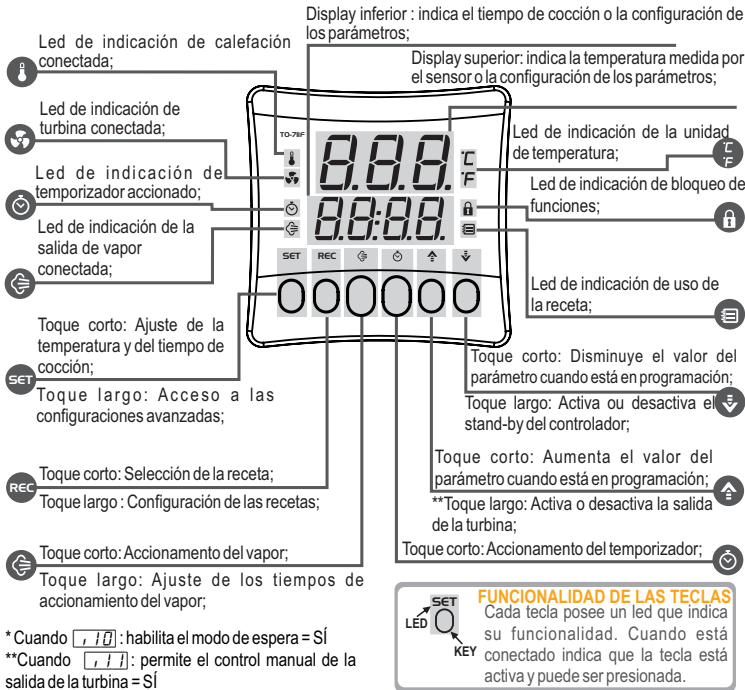 Display inferior : indica el tiempo de cocción o la configuración de
los parámetros;
Led de indicación de calefación
conectada;
Display superior: indica la temperatura medida por
el sensor o la configuración de los parámetros;
Led de indicación de
turbina conectada;
TO-711F
888
°C
°F
Led de indicación de la unidad
de temperatura;
°C
°F
Led de indicación de
temporizador accionado;
88:88
Led de indicación de bloqueo de
funciones;
Led de indicación de la
salida de vapor
conectada;
SET REC
Led de indicación de uso de
la receta;
Toque corto: Ajuste de la
temperatura y del tiempo de
cocción;
SET
Toque largo: Acceso a las
configuraciones avanzadas;
Toque corto: Disminuye el valor del
parámetro cuando está en programación;
Toque largo: Activa ou desactiva el
stand-by del controlador;
REC
Toque corto: Selección de la receta;
Toque largo : Configuración de las recetas;
Toque corto: Aumenta el valor del
parámetro cuando está en programación;
**Toque largo: Activa o desactiva la salida
de la turbina;
Toque corto: Accionamento del vapor;
Toque largo: Ajuste de los tiempos de
accionamiento del vapor;
Toque corto: Accionamento del temporizador;
* Cuando ,10 : habilita el modo de espera = SÍ
**Cuando ,11 : permite el control manual de la
salida de la turbina = SÍ
FUNCIONALIDAD DE LAS TECLAS
SET
LED
KEY
Cada tecla posee un led que indica
su funcionalidad. Cuando está
conectado indica que la tecla está
activa y puede ser presionada.